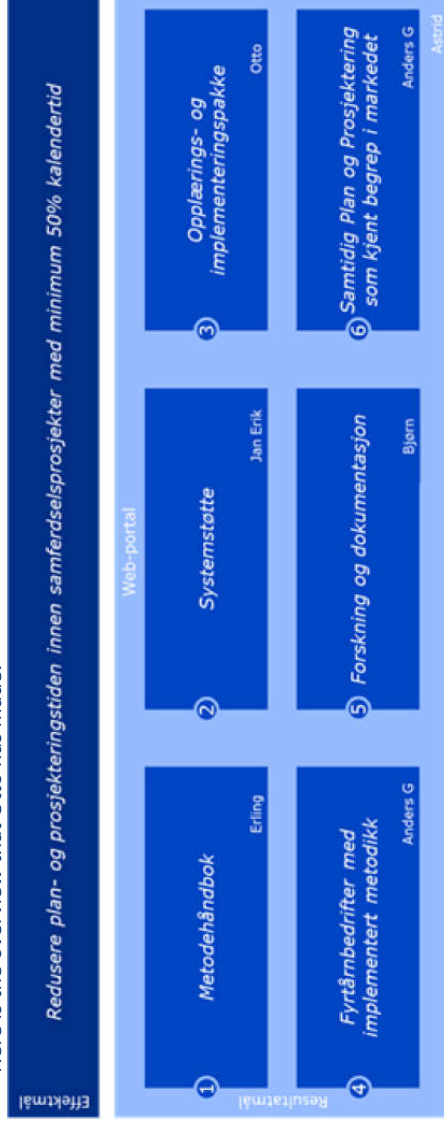 Effektmål
Redusere plan- og prosjekteringstiden innen samferdselsprosjekter med minimum 50% kalendertid
Resultatmål
Web-portal
1
Metodehåndbok
Erling
2
Systemstøtte
Jan Erik
3
Opplærings- og
implementeringspakke
Otto
4
Fyrtårnbedrifter med
implementert metodikk
Anders G
5
Forskning og dokumentasjon
Bjørn
6
Samtidig Plan og Prosjektering
som kjent begrep i markedet
Anders G
Astrid